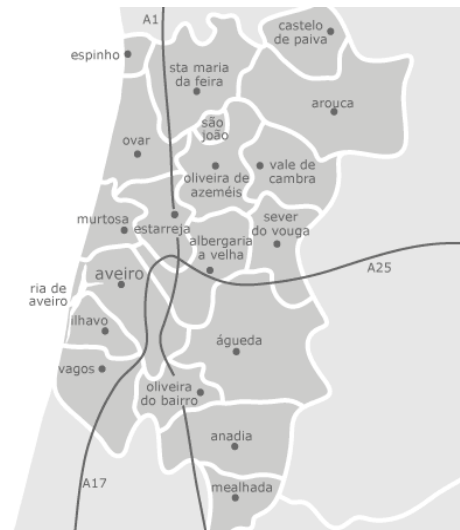 A1
castelo
de paiva
espinho
sta maria
da feira
arouca
são
joão
ovar
oliveira de
azeméis
vale de
cambra
murtosa
estarreja
sever
do vouga
albergaria
a velha
aveiro
A25
ria de
aveiro
ilhavo
águeda
vagos
oliveira
do bairro
anadia
A17
mealhada